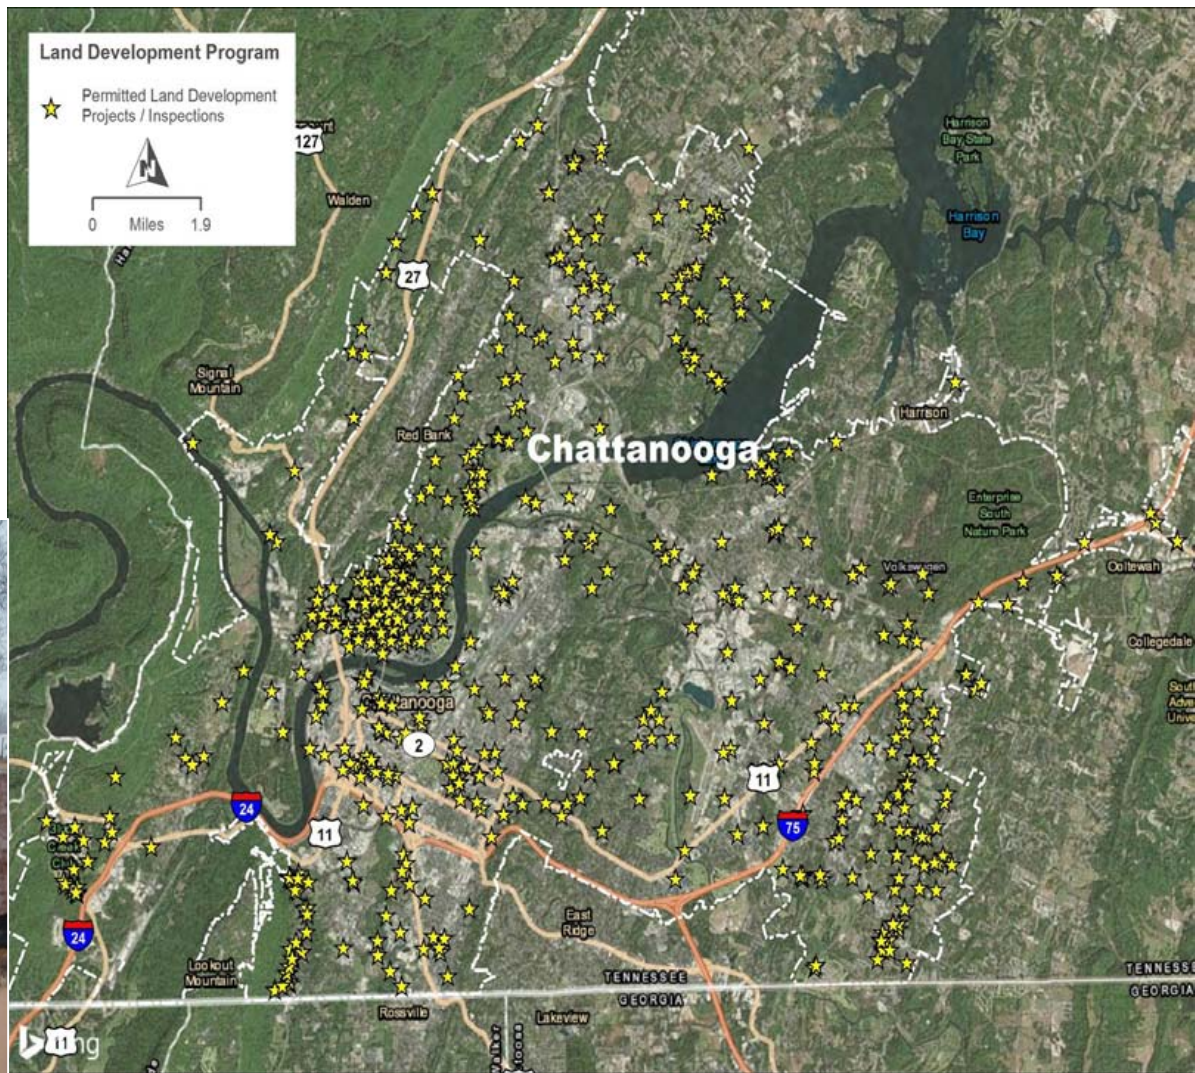 Land Development Program
Permitted Land Development
Projects / Inspections
N
0 Miles 1.9
127
Walden
Harrison
Bay State
Park
Harrison
Bay
27
Signal
Mountain
Harrison
Red Bank
Chattanooga
Enterprise
South
Nature Park
Volkswagen
Ooltewah
Collegedale
2
11
24
11
75
24
East
Ridge
Lookout
Mountain
TENNESSEE
GEORGIA
TENNESSE
GEORGIA
Rossville
Lakeview
11